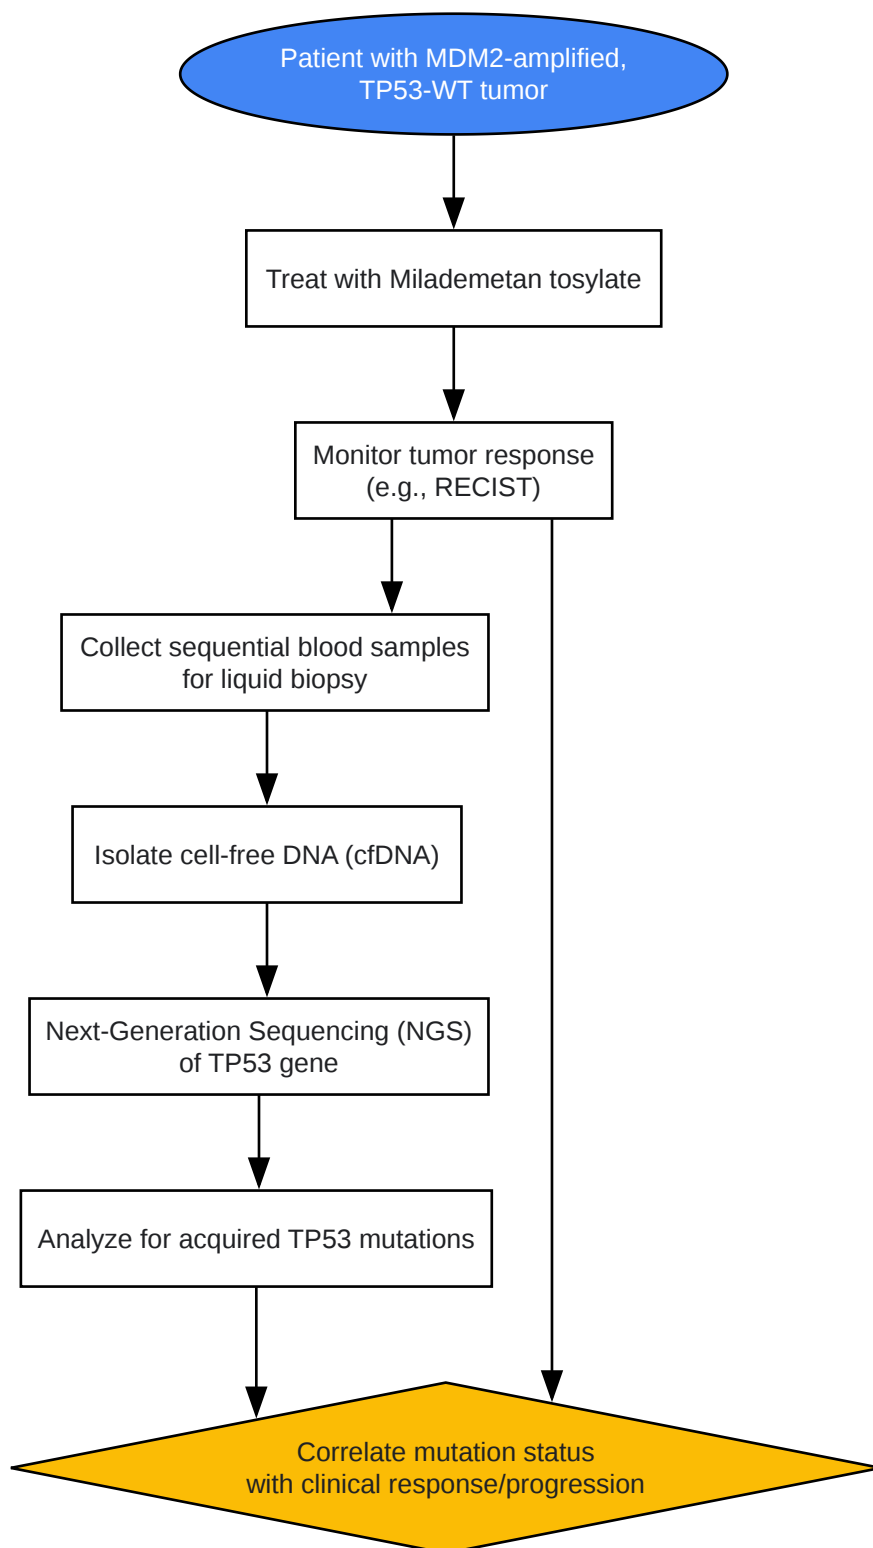 Patient with MDM2-amplified,
TP53-WT tumor
Treat with Milademetan tosylate
Monitor tumor response
(e.g., RECIST)
Collect sequential blood samples
for liquid biopsy
Isolate cell-free DNA (cfDNA)
Next-Generation Sequencing (NGS)
of TP53 gene
Analyze for acquired TP53 mutations
Correlate mutation status
with clinical response/progression